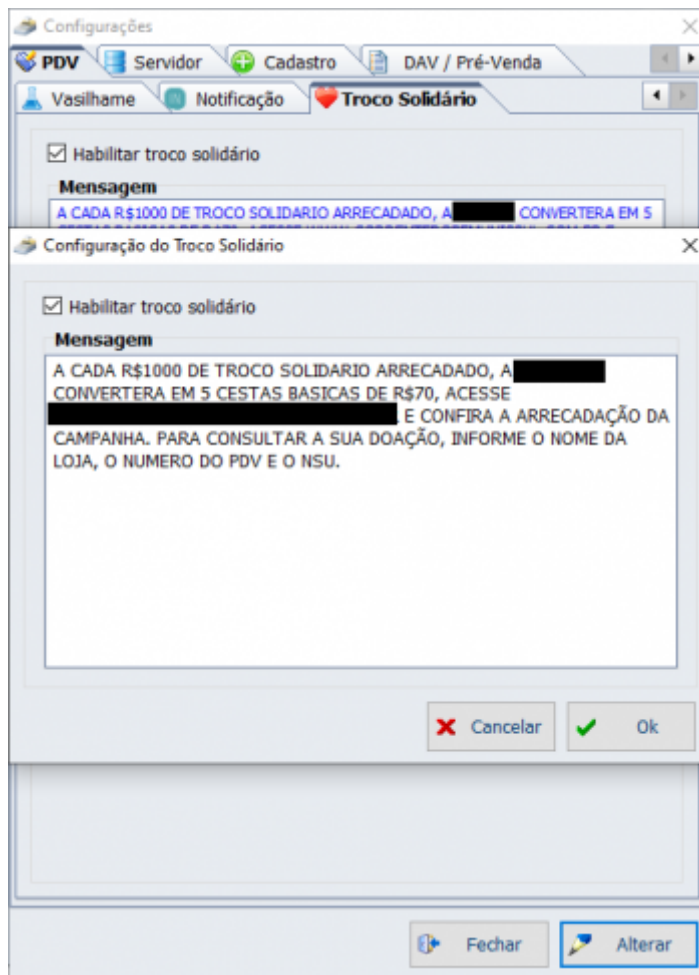 Configurações
PDV Servidor Cadastro DAV / Pré-Venda
Vasilhame Notificação Troco Solidário
Habilitar troco solidário
Mensagem
A CADA R$1000 DE TROCO SOLIDARIO ARRECADADO, A CONVERTERA EM 5
Configuração do Troco Solidário
Habilitar troco solidário
Mensagem
A CADA R$1000 DE TROCO SOLIDARIO ARRECADADO, A
CONVERTERA EM 5 CESTAS BASICAS DE R$70, ACESSE
E CONFIRA A ARRECADAÇÃO DA
CAMPANHA. PARA CONSULTAR A SUA DOAÇÃO, INFORME O NOME DA
LOJA, O NUMERO DO PDV E O NSU.
Cancelar Ok
Fechar Alterar